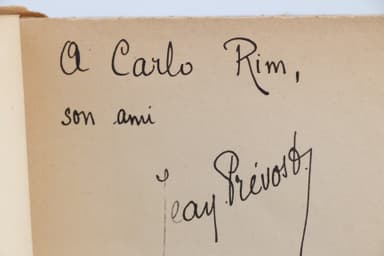 A Carlo Rim,
son ami
Jean Prévost